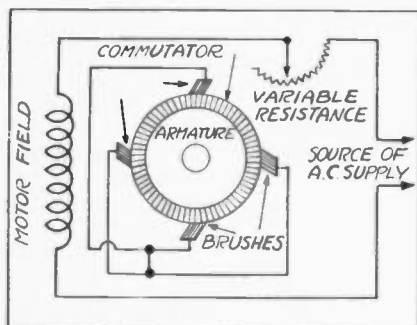 COMMUTATOR
VARIABLE
RESISTANCE
ARMATURE
MOTOR FIELD
SOURCE OF
A.C. SUPPLY
BRUSHES